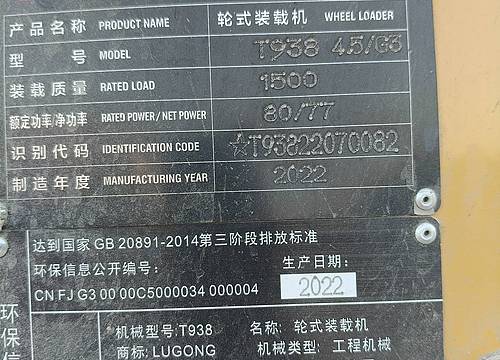 产品名称 PRODUCT NAME 轮式装载机 WHEEL LOADER
型号 MODEL T938 4.5/G3
装载质量 RATED LOAD 1500
额定功率/净功率 RATED POWER/NET POWER 80/77
识别代码 IDENTIFICATION CODE ☆T93822070082
制造年度 MANUFACTURING YEAR 2022
达到国家 GB 20891-2014第三阶段排放标准
环保信息公开编号: 生产日期:
CN FJ G3 00 00C5000034 000004 2022
环保信
机械型号:T938 名称: 轮式装载机
商标: LUGONG 机械类型: 工程机械